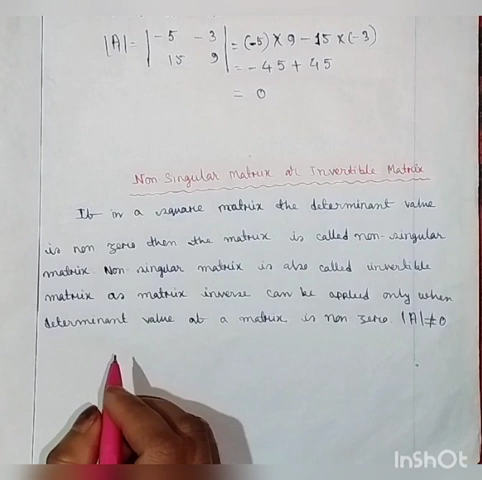 |A| = | -5 -3 | = (-5) × 9 - 15 × (-3)
| 15 9 | = - 45 + 45
= 0
Non Singular Matrix or Invertible Matrix
If in a square matrix the determinant value
is non zero then the matrix is called non-singular
matrix. Non singular matrix is also called invertible
matrix as matrix inverse can be applied only when
determinant value of a matrix is non zero. |A| ≠ 0
InShOt